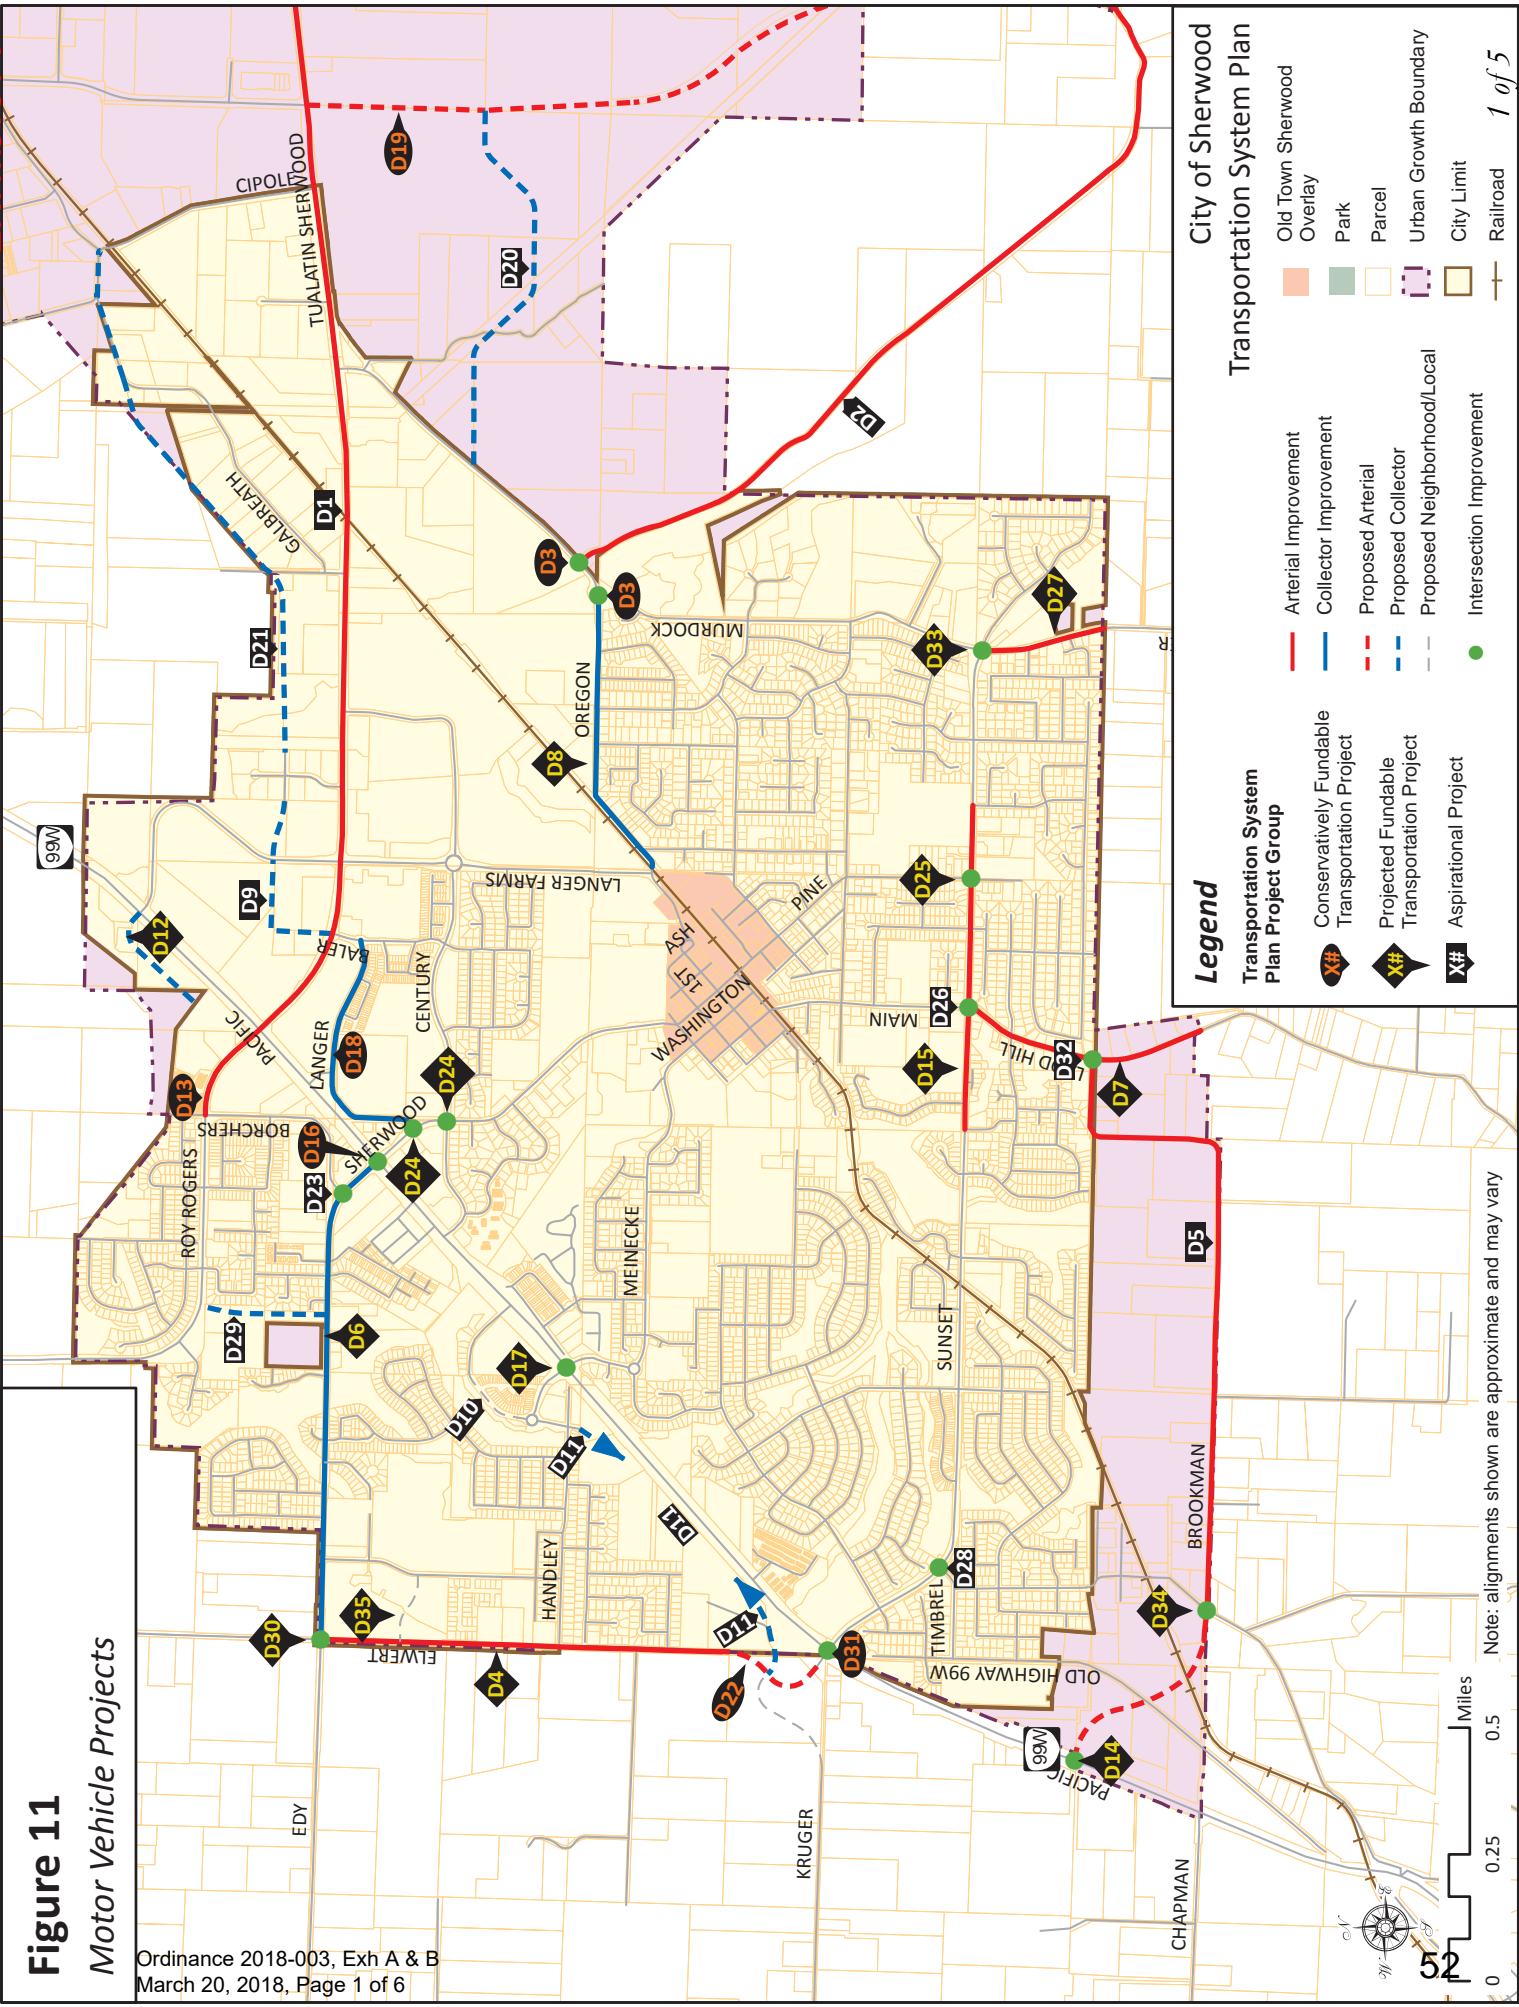 Figure 11
Motor Vehicle Projects
Ordinance 2018-003, Exh A & B
March 20, 2018, Page 1 of 6
52
City of Sherwood
Transportation System Plan
Legend
Transportation System
Plan Project Group
X#
Conservatively Fundable
Transportation Project
X#
Projected Fundable
Transportation Project
X#
Aspirational Project
Arterial Improvement
Collector Improvement
Proposed Arterial
Proposed Collector
Proposed Neighborhood/Local
Intersection Improvement
Old Town Sherwood
Overlay
Park
Parcel
Urban Growth Boundary
City Limit
Railroad
1 of 5
Note: alignments shown are approximate and may vary
0
0.25
0.5
Miles
N
99W
99W
EDY
ELWERT
KRUGER
CHAPMAN
BROOKMAN
PACIFIC
OLD HIGHWAY 99W
TIMBREL
HANDLEY
SUNSET
MEINECKE
ROY ROGERS
BORCHERS
SHERWOOD
LANGER
PACIFIC
CENTURY
BALER
WASHINGTON
1ST
ASH
PINE
MAIN
LANGER FARMS
OREGON
MURDOCK
GALBREATH
TUALATIN SHERWOOD
CIPOLE
D1
D2
D3
D3
D4
D5
D6
D7
D8
D9
D10
D11
D11
D11
D12
D13
D14
D15
D16
D17
D18
D19
D20
D21
D22
D23
D24
D24
D25
D26
D27
D28
D29
D30
D31
D32
D33
D34
D35